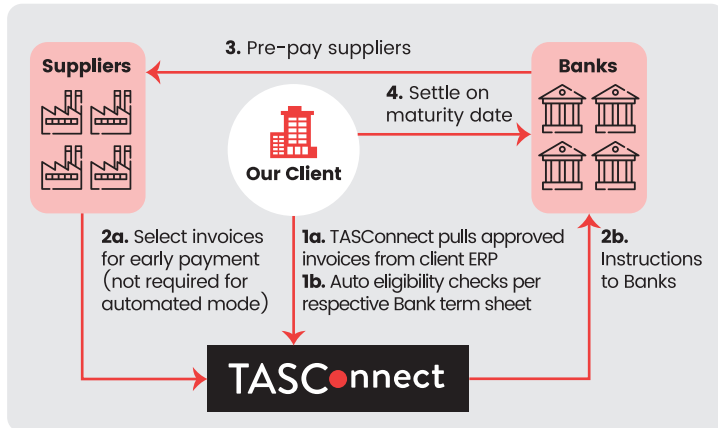 3. Pre-pay suppliers
Suppliers
Banks
4. Settle on
maturity date
Our Client
2a. Select invoices
for early payment
(not required for
automated mode)
1a. TASConnect pulls approved
invoices from client ERP
1b. Auto eligibility checks per
respective Bank term sheet
2b.
Instructions
to Banks
TASConnect